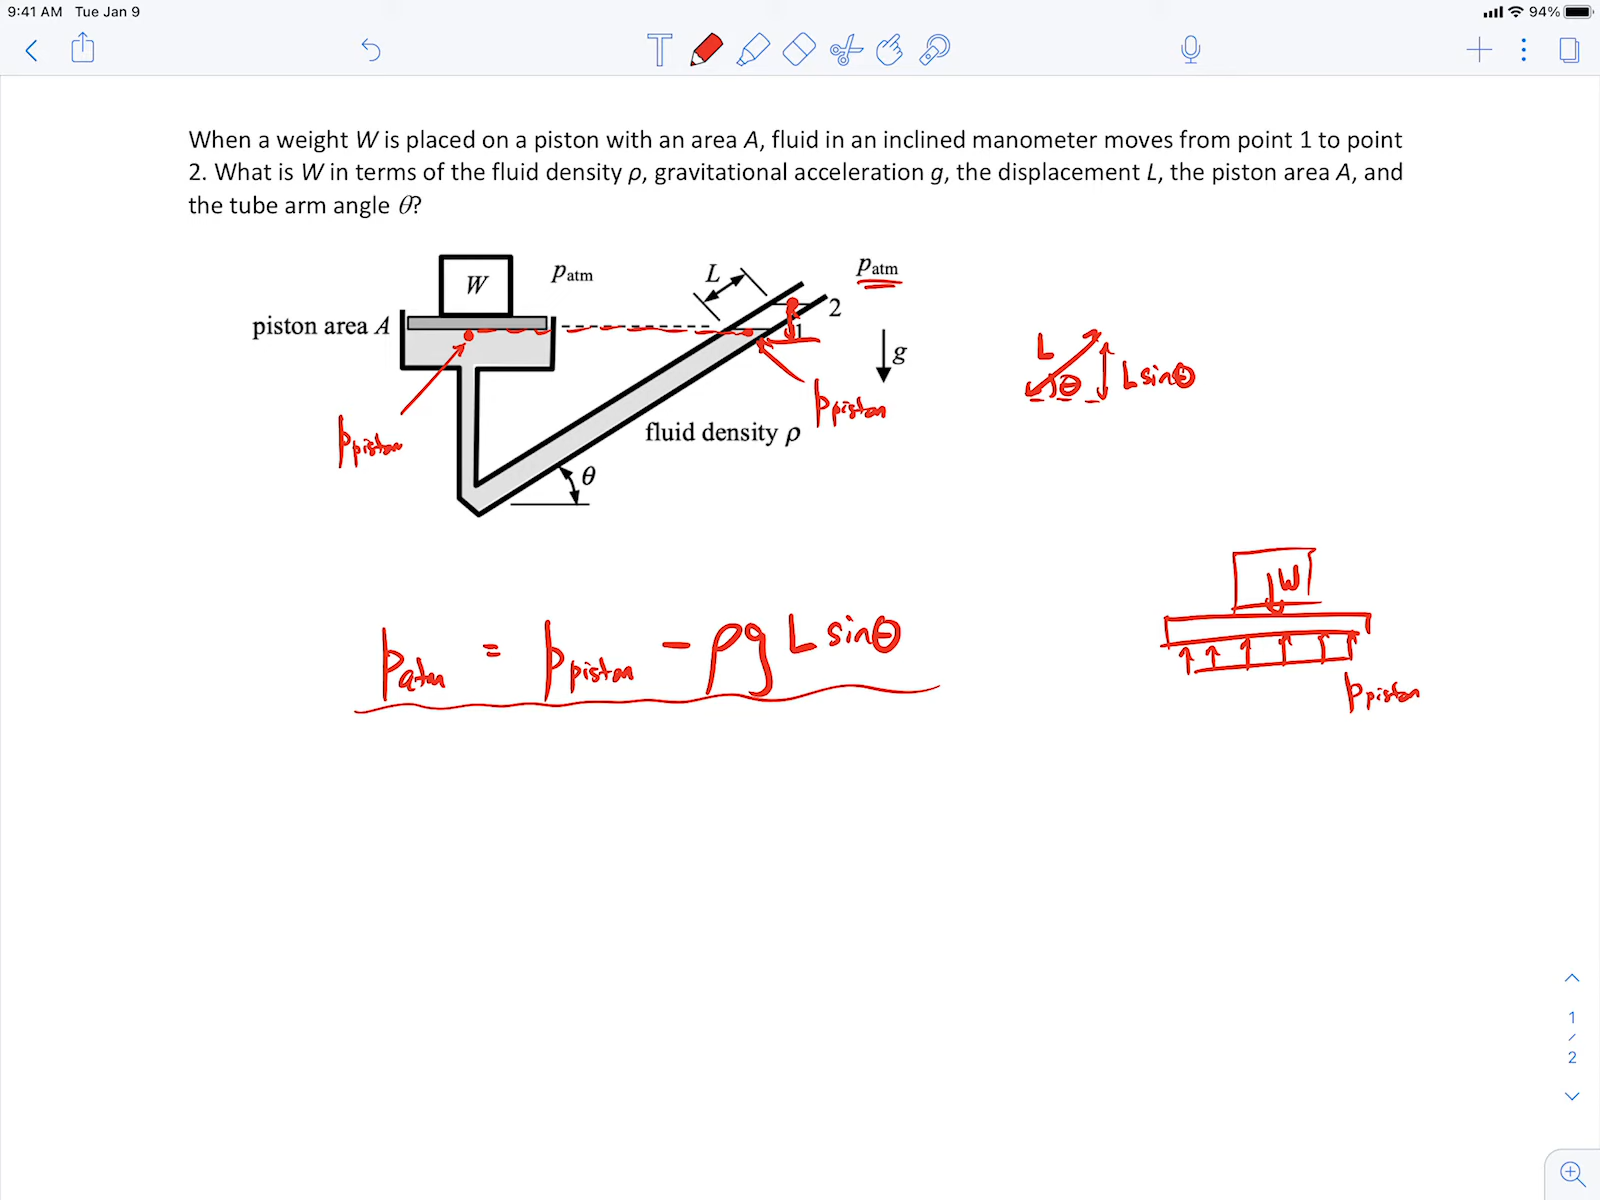 9:41 AM Tue Jan 9
94%
When a weight W is placed on a piston with an area A, fluid in an inclined manometer moves from point 1 to point
2. What is W in terms of the fluid density ρ, gravitational acceleration g, the displacement L, the piston area A, and
the tube arm angle θ?
W
p_atm
L
p_atm
2
piston area A
1
g
L
θ
L sinθ
p_piston
p_piston
fluid density ρ
θ
W
p_atm = p_piston - ρg L sinθ
p_piston
1
/
2